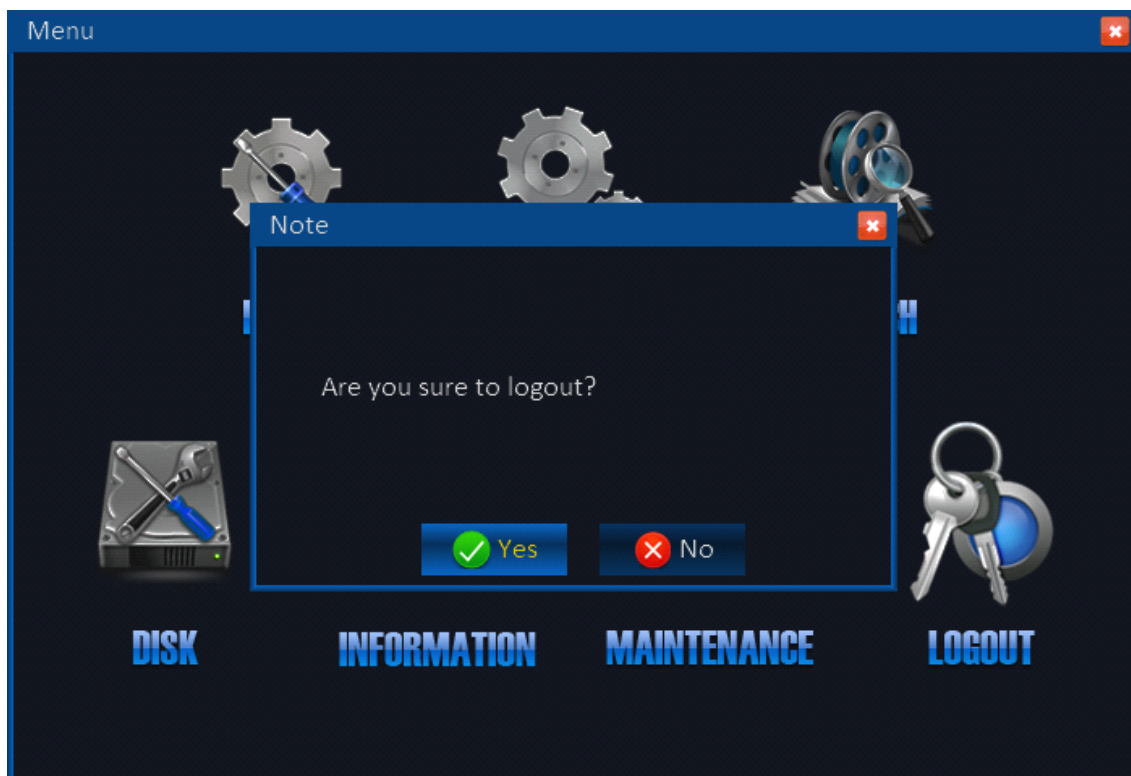 Menu
Note
Are you sure to logout?
Yes
No
DISK
INFORMATION
MAINTENANCE
LOGOUT